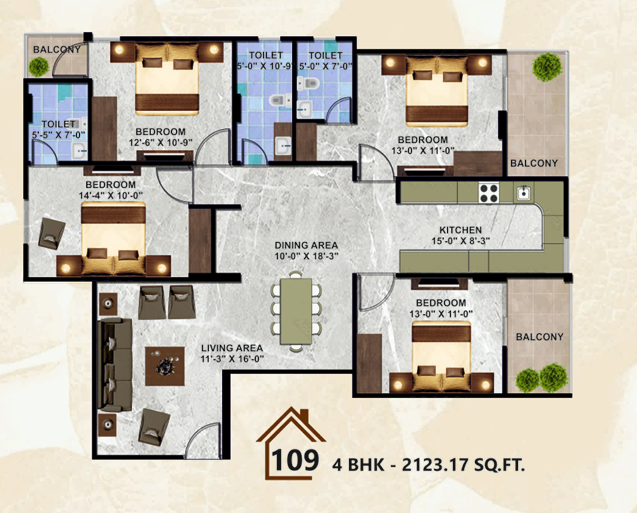 BALCONY
TOILET
5'-0" X 10'-9"
TOILET
5'-0" X 7'-0"
TOILET
5'-5" X 7'-0"
BEDROOM
12'-6" X 10'-9"
BEDROOM
13'-0" X 11'-0"
BALCONY
BEDROOM
14'-4" X 10'-0"
DINING AREA
10'-0" X 18'-3"
KITCHEN
15'-0" X 8'-3"
BEDROOM
13'-0" X 11'-0"
BALCONY
LIVING AREA
11'-3" X 16'-0"
109 4 BHK - 2123.17 SQ.FT.